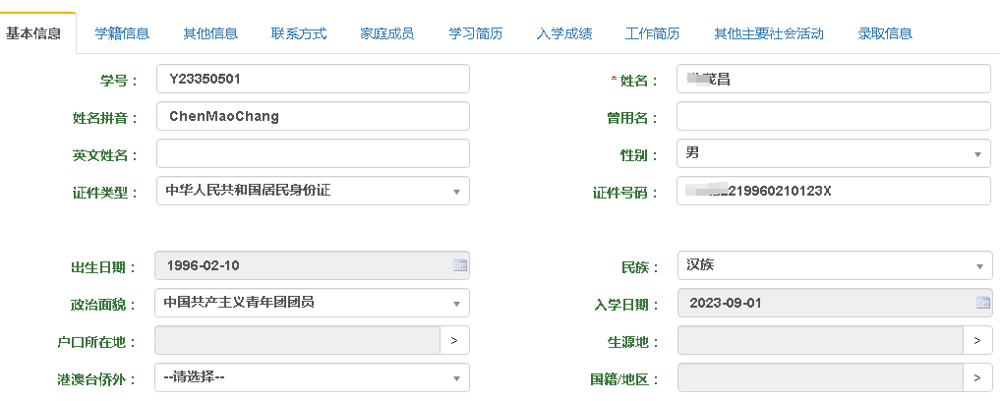 基本信息 学籍信息 其他信息 联系方式 家庭成员 学习简历 入学成绩 工作简历 其他主要社会活动 录取信息
学号： Y23350501 * 姓名： 茂昌
姓名拼音： ChenMaoChang 曾用名：
英文姓名： 性别： 男
证件类型： 中华人民共和国居民身份证 证件号码： 219960210123X
出生日期： 1996-02-10 民族： 汉族
政治面貌： 中国共产主义青年团团员 入学日期： 2023-09-01
户口所在地： > 生源地： >
港澳台侨外： --请选择-- 国籍/地区： >